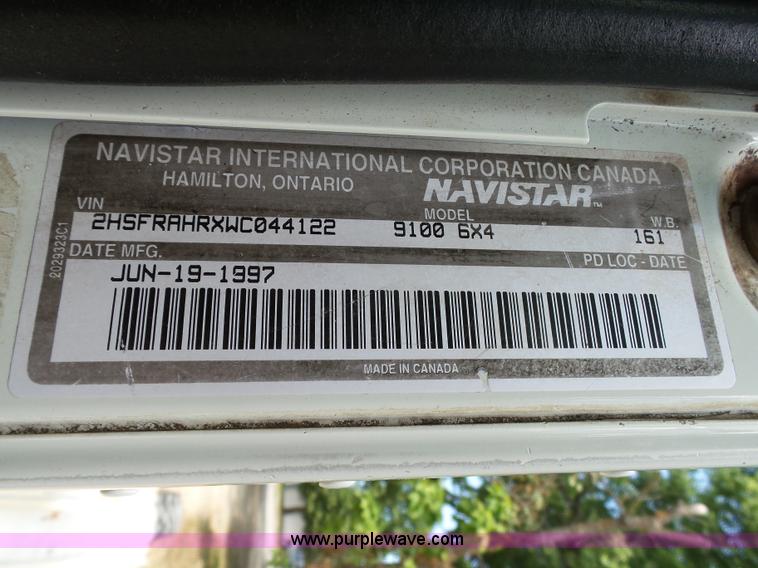 NAVISTAR INTERNATIONAL CORPORATION CANADA
HAMILTON, ONTARIO
NAVISTAR™
VIN MODEL W.B.
2HSFRAHRXWC044122 9100 6X4 161
DATE MFG. PD LOC - DATE
JUN-19-1997
MADE IN CANADA
2029323C1
www.purplewave.com